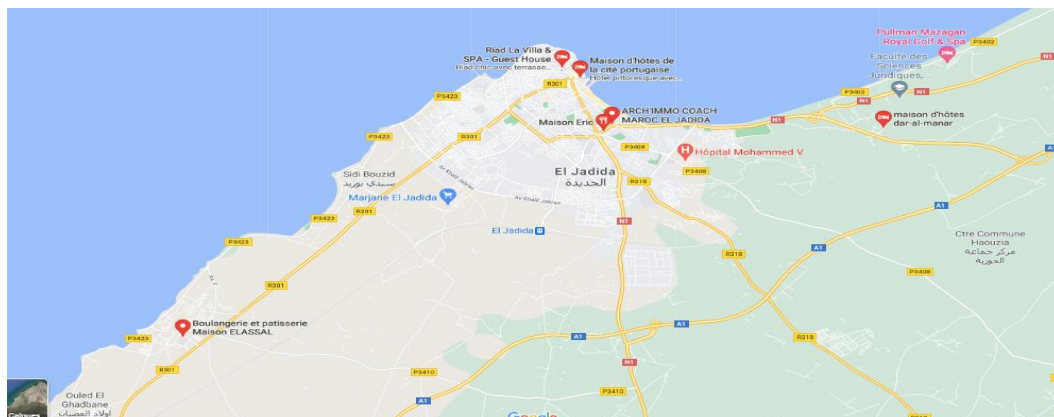 Pullman Mazagan
Royal Golf & Spa
P3402
Faculté des
Sciences
Juridiques,...
Riad La Villa &
SPA - Guest House
Riad chic avec terrasse...
Maison d'hôtes de
la cité portugaise
Hôtel pittoresque avec...
R301
P3423
P3402
N1
N1
ARCH'IMMO COACH
MAROC EL JADIDA
Maison Eric
maison d'hôtes
dar-al-manar
P3423
R301
P3408
Hôpital Mohammed V
P3408
El Jadida
الجديدة
Sidi Bouzid
سيدي بوزيد
Av Khalil Jabran
R318
Marjane El Jadida
Av Khalil Jabran
A1
P3423
N1
El Jadida
Ctre Commune
Haouzia
مركز جماعة
الحوزية
P3423
A1
R318
P3408
R301
Boulangerie et patisserie
Maison ELASSAL
A1
P3423
A1
R318
N1
R301
P3410
P3410
Ouled El
Ghadbane
اولاد الغضبان
Calques
Google